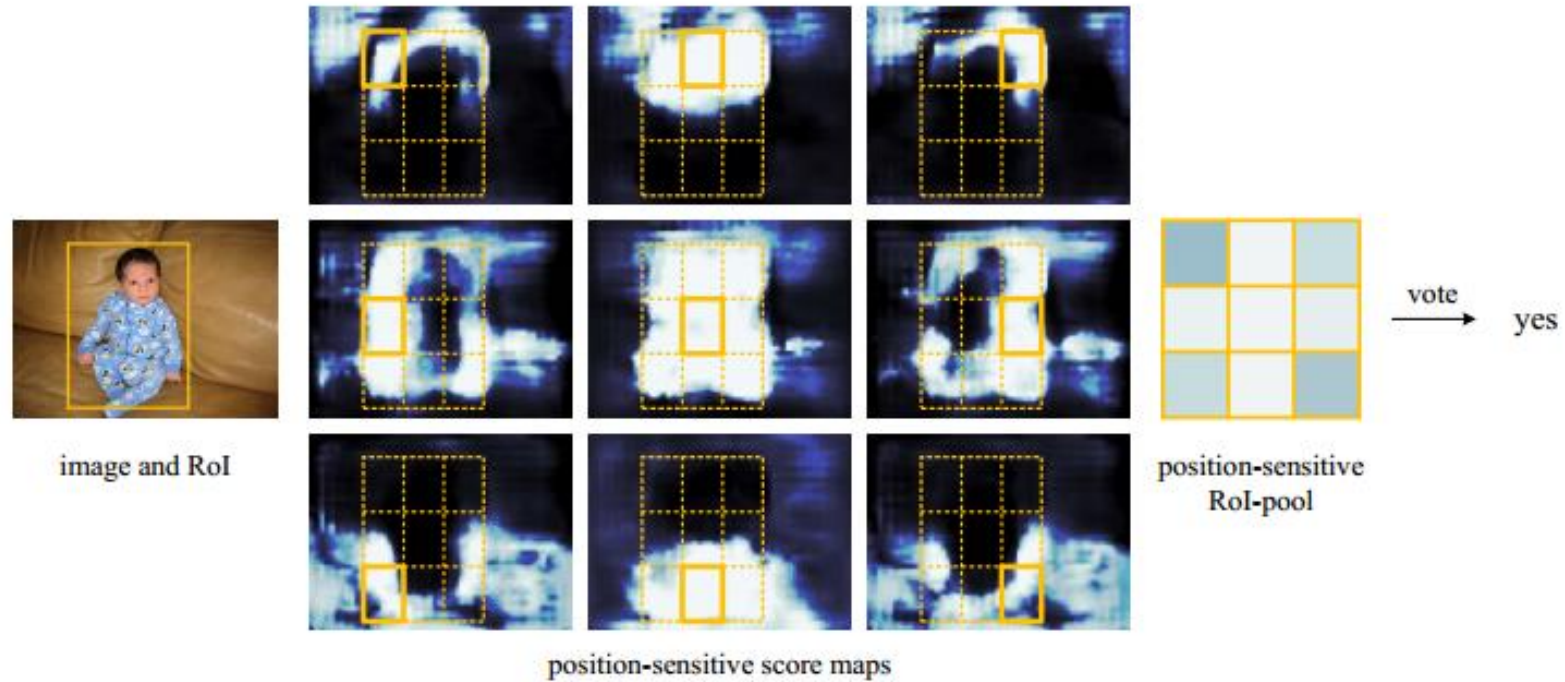 image and RoI
position-sensitive score maps
position-sensitive
RoI-pool
vote
yes